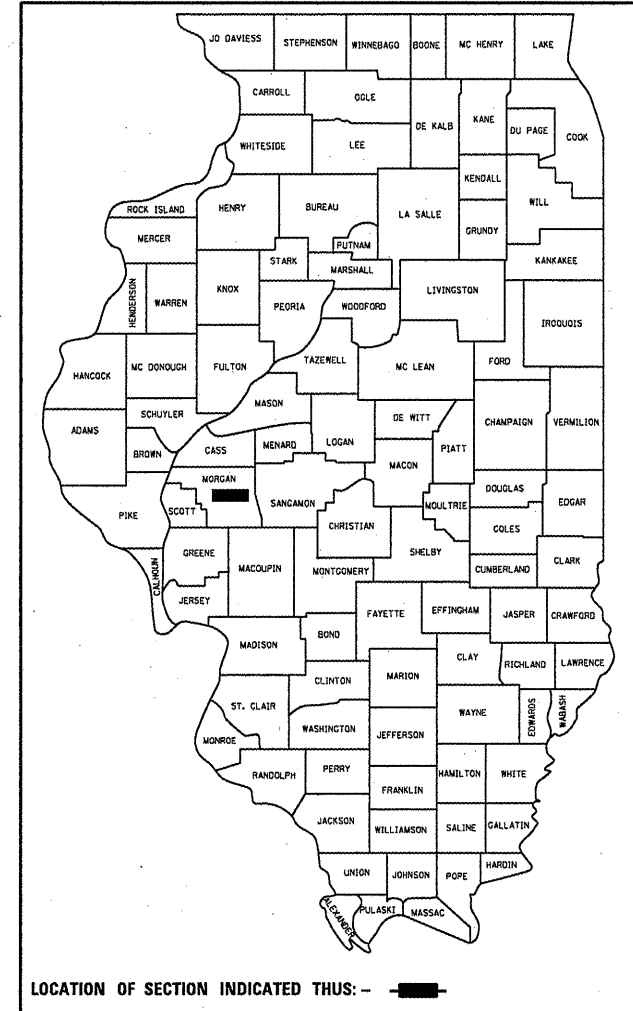 JO DAVIESS STEPHENSON WINNEBAGO BOONE MC HENRY LAKE
CARROLL OGLE DE KALB KANE DU PAGE COOK
WHITESIDE LEE
KENDALL
ROCK ISLAND HENRY BUREAU LA SALLE WILL
MERCER PUTNAM GRUNDY
STARK MARSHALL KANKAKEE
HENDERSON WARREN KNOX PEORIA WOODFORD LIVINGSTON IROQUOIS
HANCOCK MC DONOUGH FULTON TAZEWELL MC LEAN FORD
MASON
ADAMS SCHUYLER DE WITT CHAMPAIGN VERMILION
BROWN CASS MENARD LOGAN MACON PIATT
MORGAN DOUGLAS
PIKE SCOTT SANGAMON MOULTRIE EDGAR
CHRISTIAN COLES
GREENE MACOUPIN SHELBY
CALHOUN MONTGOMERY CUMBERLAND CLARK
JERSEY FAYETTE EFFINGHAM JASPER CRAWFORD
MADISON BOND
CLAY RICHLAND LAWRENCE
CLINTON MARION
ST. CLAIR WAYNE EDWARDS WABASH
MONROE WASHINGTON JEFFERSON
RANDOLPH PERRY HAMILTON WHITE
FRANKLIN
JACKSON WILLIAMSON SALINE GALLATIN
UNION JOHNSON POPE HARDIN
ALEXANDER PULASKI MASSAC
LOCATION OF SECTION INDICATED THUS: -